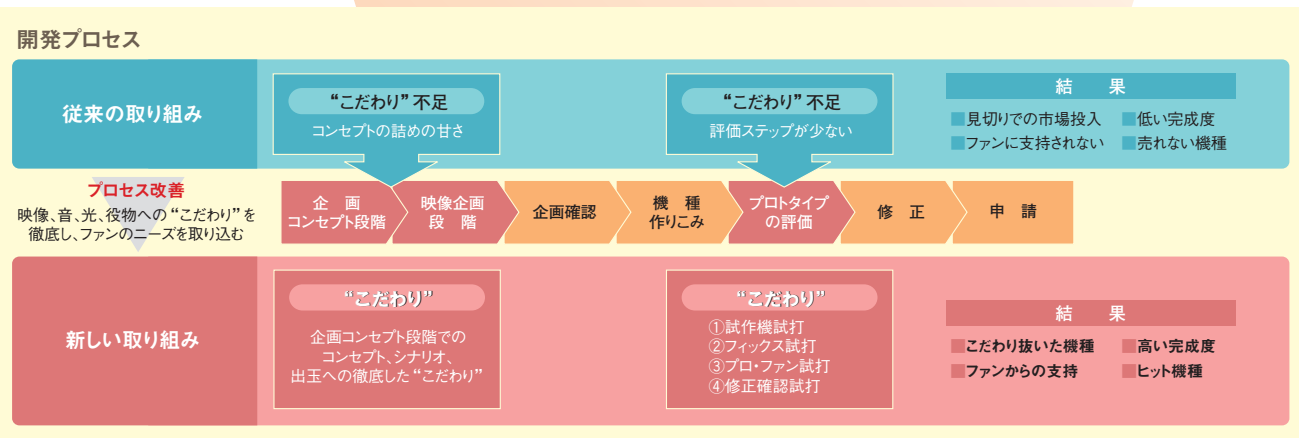 開発プロセス
従来の取り組み
“こだわり” 不足
コンセプトの詰めの甘さ
“こだわり” 不足
評価ステップが少ない
結　果
■見切りでの市場投入　■低い完成度
■ファンに支持されない　■売れない機種
プロセス改善
映像、音、光、役物への “こだわり” を
徹底し、ファンのニーズを取り込む
企　画
コンセプト段階
映像企画
段　階
企画確認
機　種
作りこみ
プロトタイプ
の評価
修　正
申　請
新しい取り組み
“こだわり”
企画コンセプト段階での
コンセプト、シナリオ、
出玉への徹底した “こだわり”
“こだわり”
①試作機試打
②フィックス試打
③プロ・ファン試打
④修正確認試打
結　果
■こだわり抜いた機種　■高い完成度
■ファンからの支持　■ヒット機種